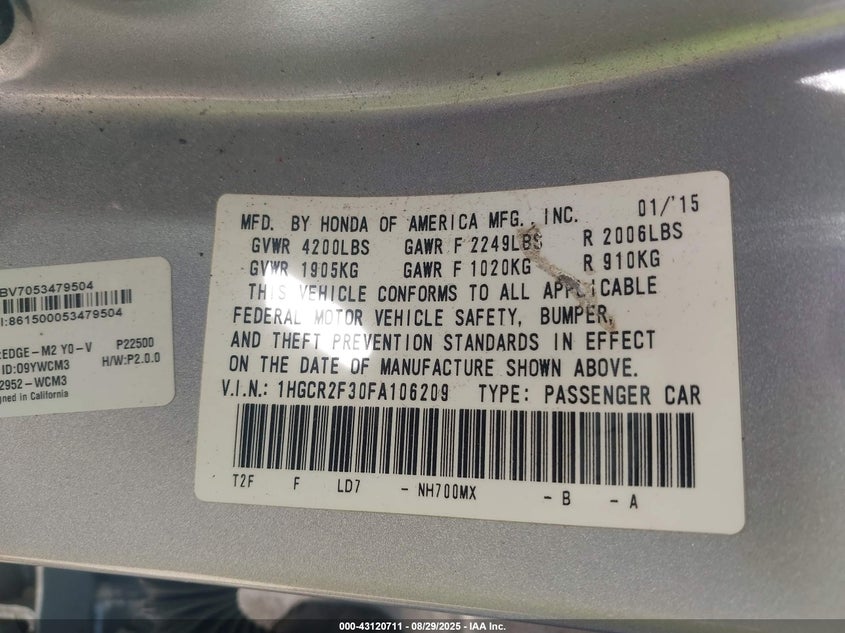 MFD. BY HONDA OF AMERICA MFG., INC. 01/'15
GVWR 4200LBS GAWR F 2249LBS R 2006LBS
GVWR 1905KG GAWR F 1020KG R 910KG
THIS VEHICLE CONFORMS TO ALL APPLICABLE
FEDERAL MOTOR VEHICLE SAFETY, BUMPER,
AND THEFT PREVENTION STANDARDS IN EFFECT
ON THE DATE OF MANUFACTURE SHOWN ABOVE.
V.I.N.: 1HGCR2F30FA106209 TYPE: PASSENGER CAR
T2F F LD7 - NH700MX - B - A
BV7053479504
I:861500053479504
EDGE-M2 Y0-V P22500
ID:09YWCM3 H/W:P2.0.0
2952-WCM3
gned in California
000-43120711 - 08/29/2025 - IAA Inc.